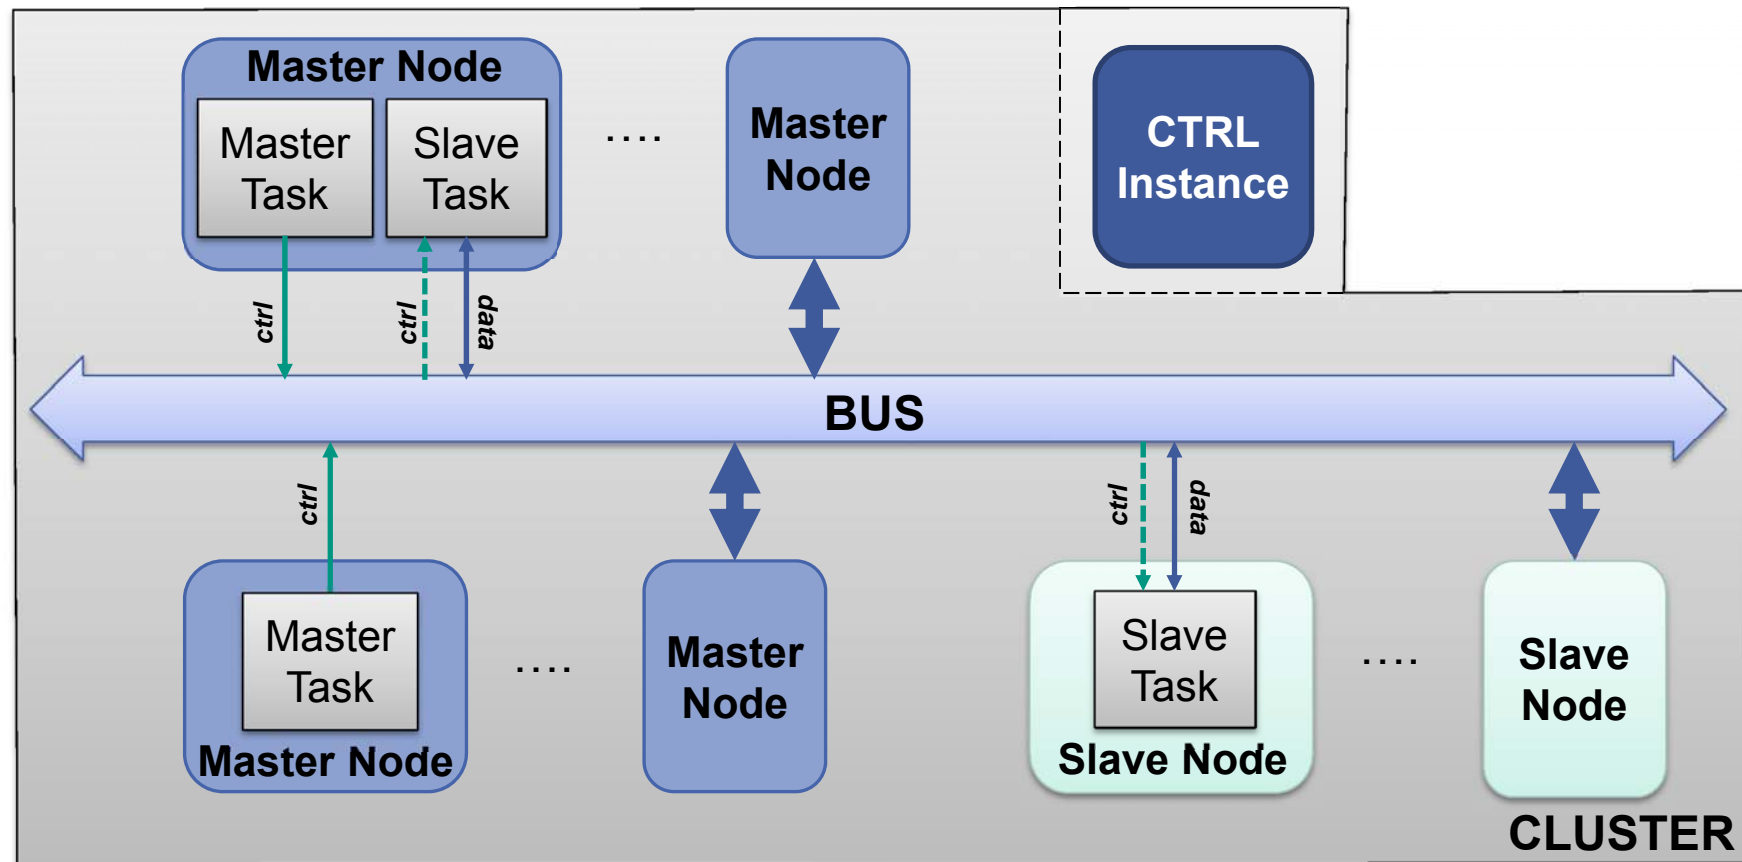 Master Node
Master
Task
Slave
Task
....
Master
Node
CTRL
Instance
ctrl
ctrl
data
BUS
ctrl
ctrl
data
Master
Task
Master Node
....
Master
Node
Slave
Task
Slave Node
....
Slave
Node
CLUSTER